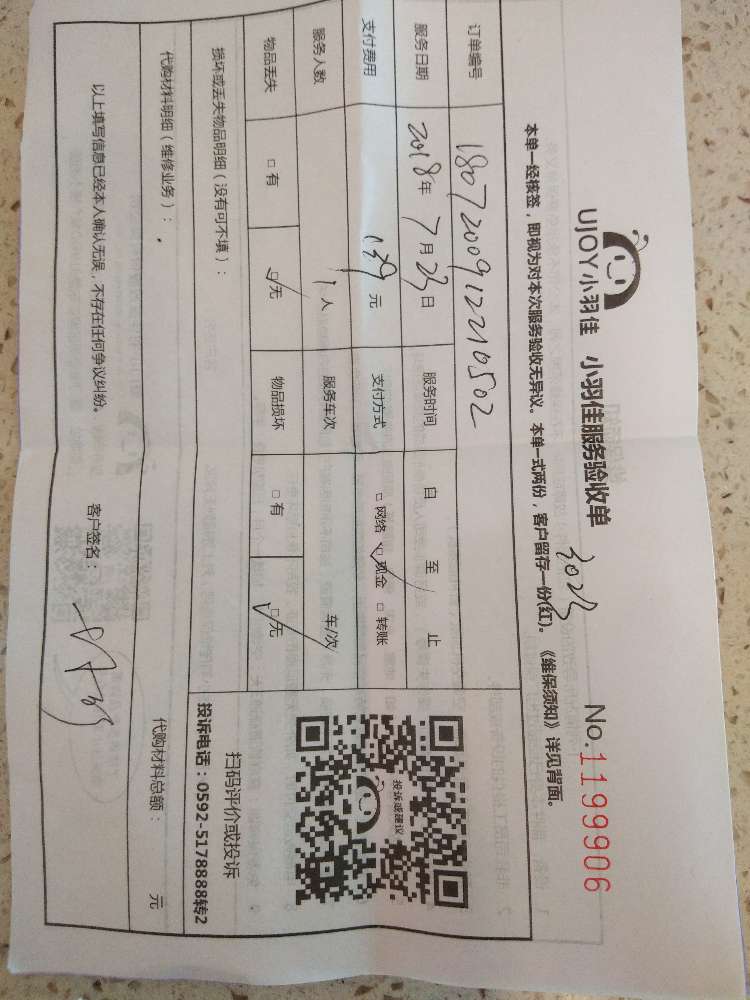 UJOY小羽佳 小羽佳服务验收单 No.1199906
本单一经核签，即视为对本次服务验收无异议。本单一式两份，客户留存一份(红)。《维保须知》详见背面。
订单编号 1807200912210502
服务日期 2018年 7月23日 服务时间 自 至 止
支付费用 139元 支付方式 □网络 □现金 □转账
服务人数 1人 服务车次 车/次
物品丢失 □有 □无 物品损坏 □有 □无
投诉或建议
扫码评价或投诉
投诉电话：0592-5178888转2
损坏或丢失物品明细（没有可不填）：
代购材料明细（维修业务）： 代购材料总额： 元
以上填写信息已经本人确认无误，不存在任何争议纠纷。 客户签名：